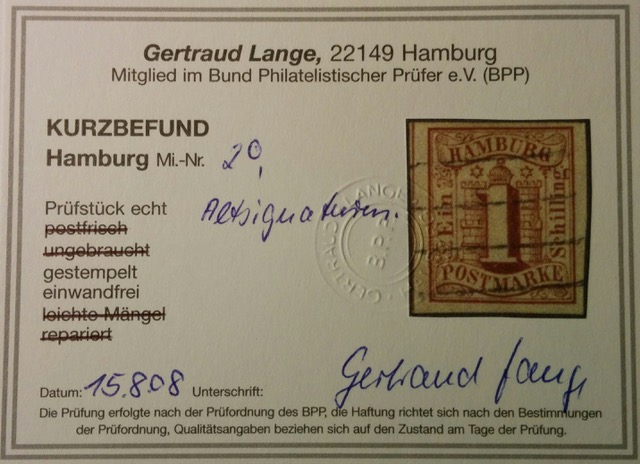 Gertraud Lange, 22149 Hamburg
Mitglied im Bund Philatelistischer Prüfer e.V. (BPP)
KURZBEFUND
Hamburg Mi.-Nr. 20,
Prüfstück echt Altsignaturen.
postfrisch
ungebraucht
gestempelt
einwandfrei
leichte Mängel
repariert
HAMBURG
Ein
1
Schilling
POSTMARKE
B.P.P.
Datum: 15.8.08 Unterschrift: Gertraud Lange
Die Prüfung erfolgte nach der Prüfordnung des BPP, die Haftung richtet sich nach den Bestimmungen
der Prüfordnung, Qualitätsangaben beziehen sich auf den Zustand am Tage der Prüfung.